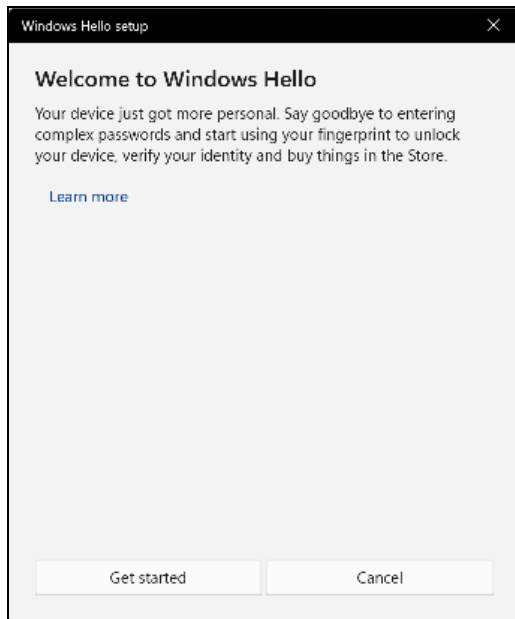 Windows Hello setup
Welcome to Windows Hello
Your device just got more personal. Say goodbye to entering
complex passwords and start using your fingerprint to unlock
your device, verify your identity and buy things in the Store.
Learn more
Get started
Cancel